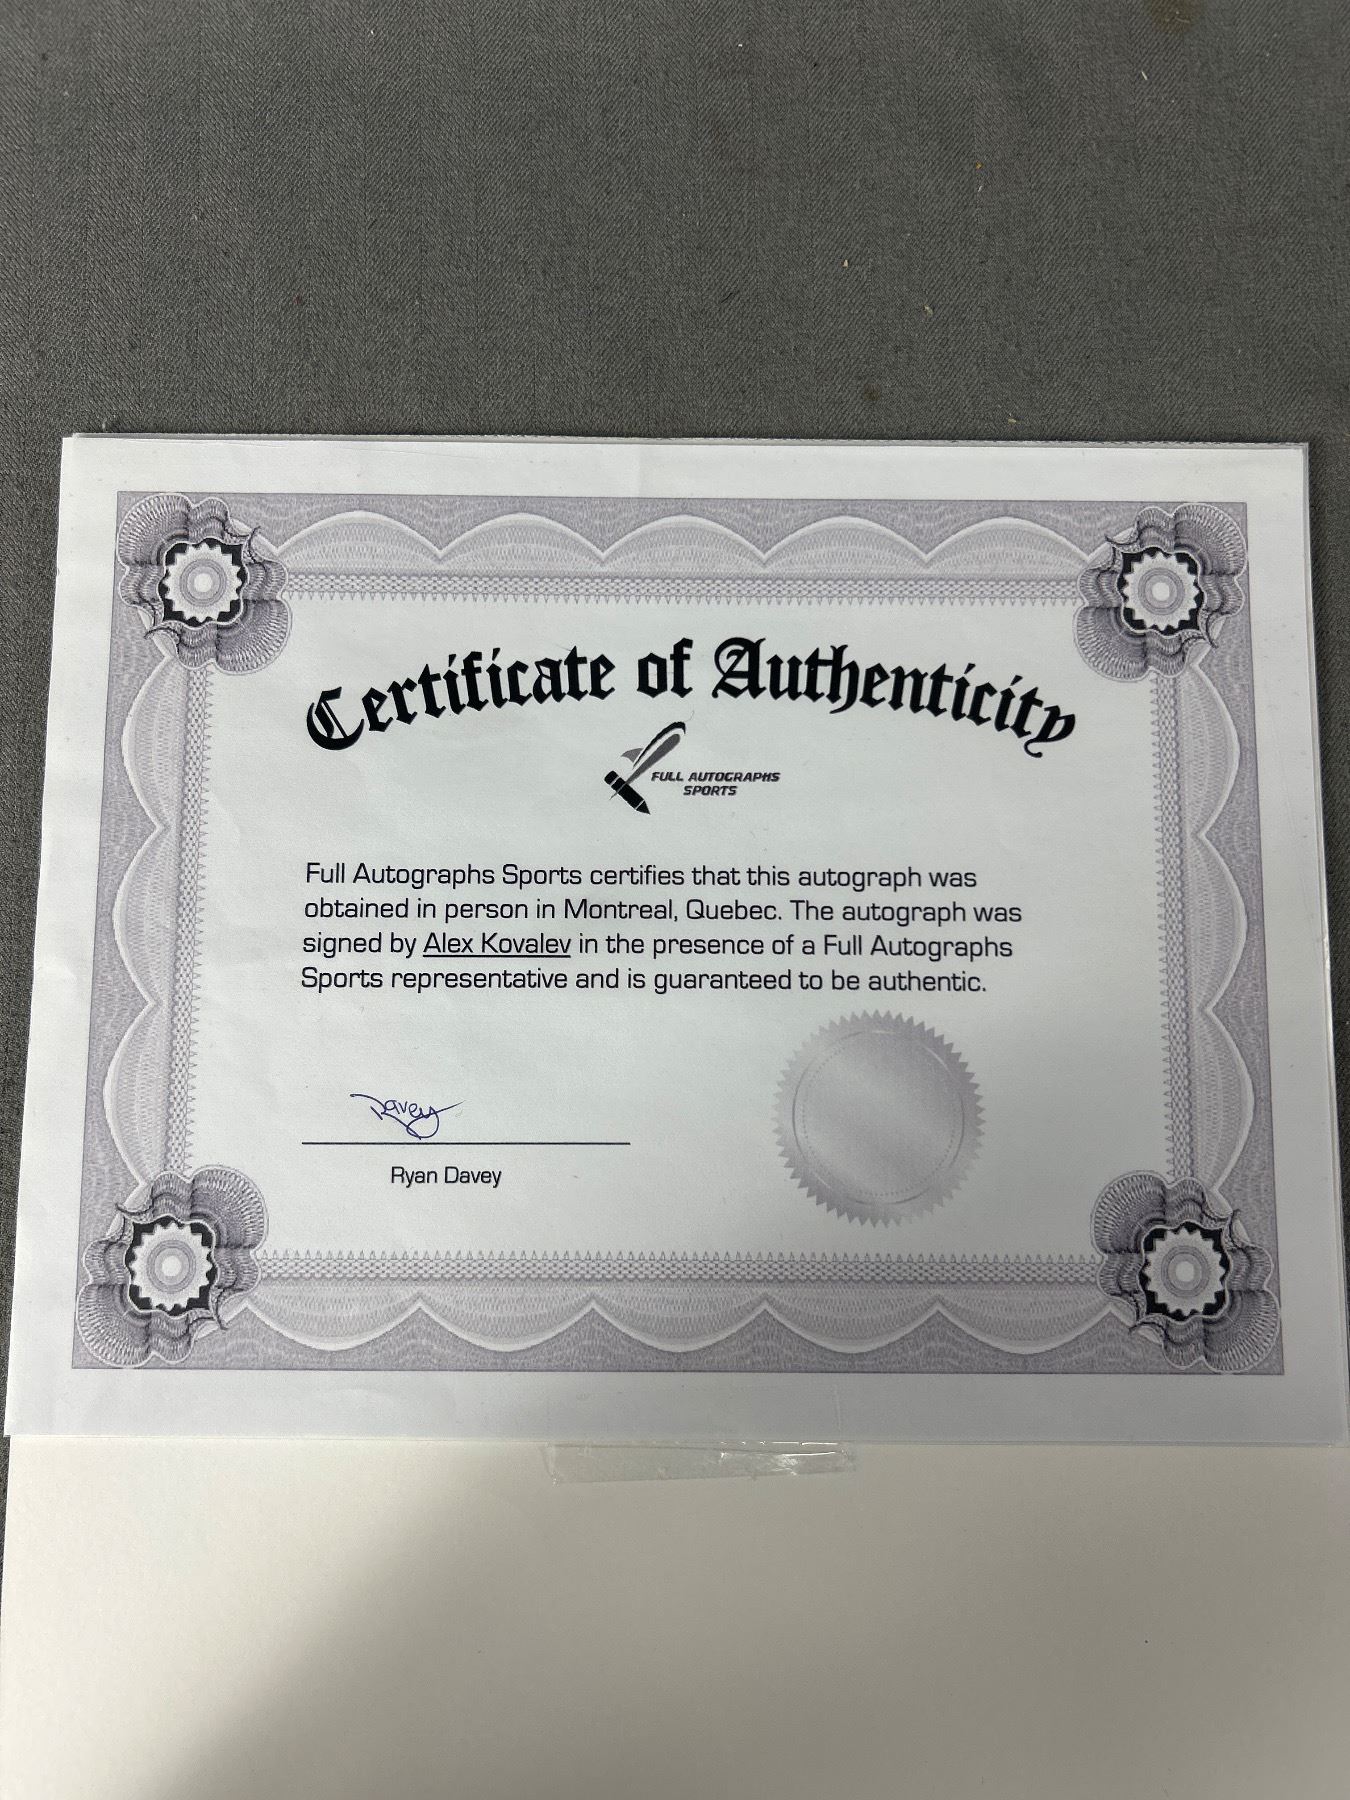 Certificate of Authenticity
FULL AUTOGRAPHS
SPORTS
Full Autographs Sports certifies that this autograph was
obtained in person in Montreal, Quebec. The autograph was
signed by Alex Kovalev in the presence of a Full Autographs
Sports representative and is guaranteed to be authentic.
Davey
Ryan Davey